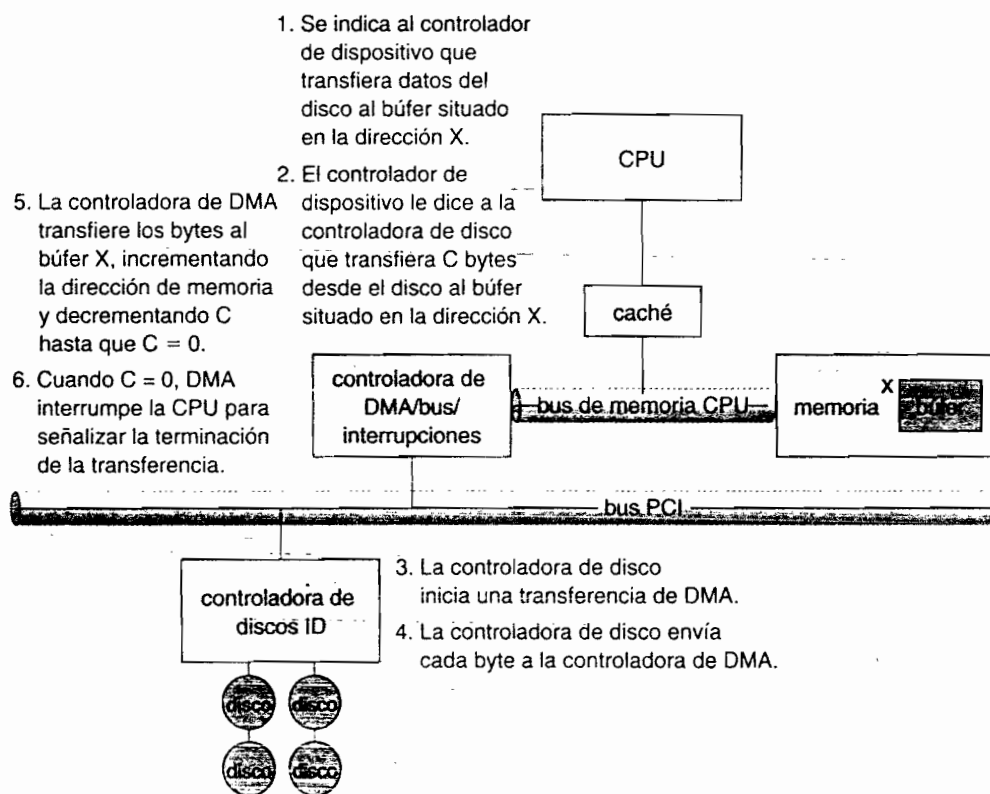 1. Se indica al controlador
de dispositivo que
transfiera datos del
disco al búfer situado
en la dirección X.
CPU
2. El controlador de
dispositivo le dice a la
controladora de disco
que transfiera C bytes
desde el disco al búfer
situado en la dirección X.
5. La controladora de DMA
transfiere los bytes al
búfer X, incrementando
la dirección de memoria
y decrementando C
hasta que C = 0.
caché
6. Cuando C = 0, DMA
interrumpe la CPU para
señalizar la terminación
de la transferencia.
controladora de
DMA/bus/
interrupciones
bus de memoria CPU
memoria
X
búfer
bus PCI
controladora de
discos ID
3. La controladora de disco
inicia una transferencia de DMA.
4. La controladora de disco envía
cada byte a la controladora de DMA.
disco
disco
disco
disco